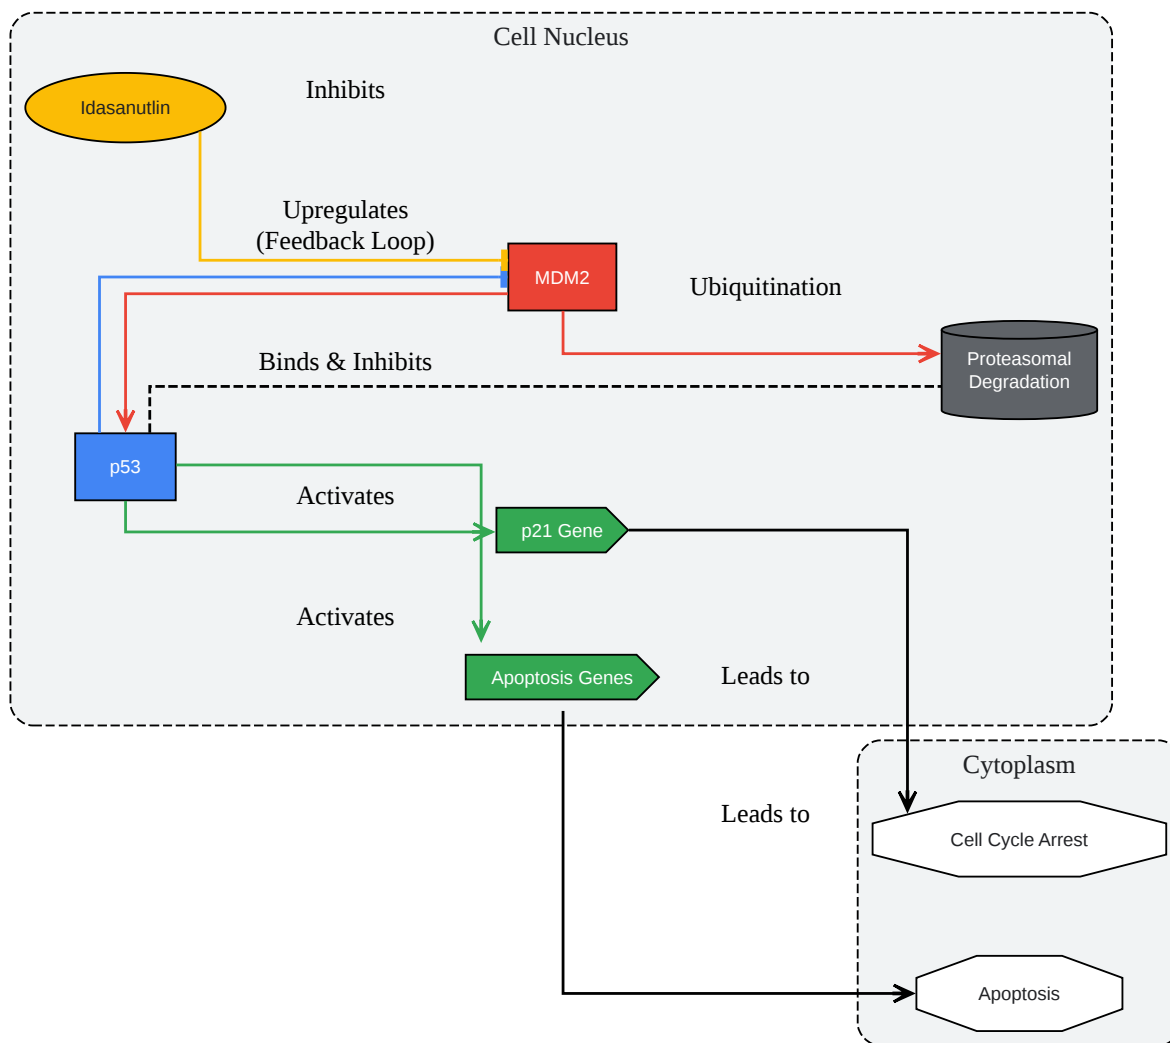 Cell Nucleus
Inhibits
Idasanutlin
Upregulates
(Feedback Loop)
MDM2
Ubiquitination
Proteasomal
Degradation
Binds & Inhibits
p53
Activates
p21 Gene
Activates
Apoptosis Genes
Leads to
Cytoplasm
Leads to
Cell Cycle Arrest
Apoptosis